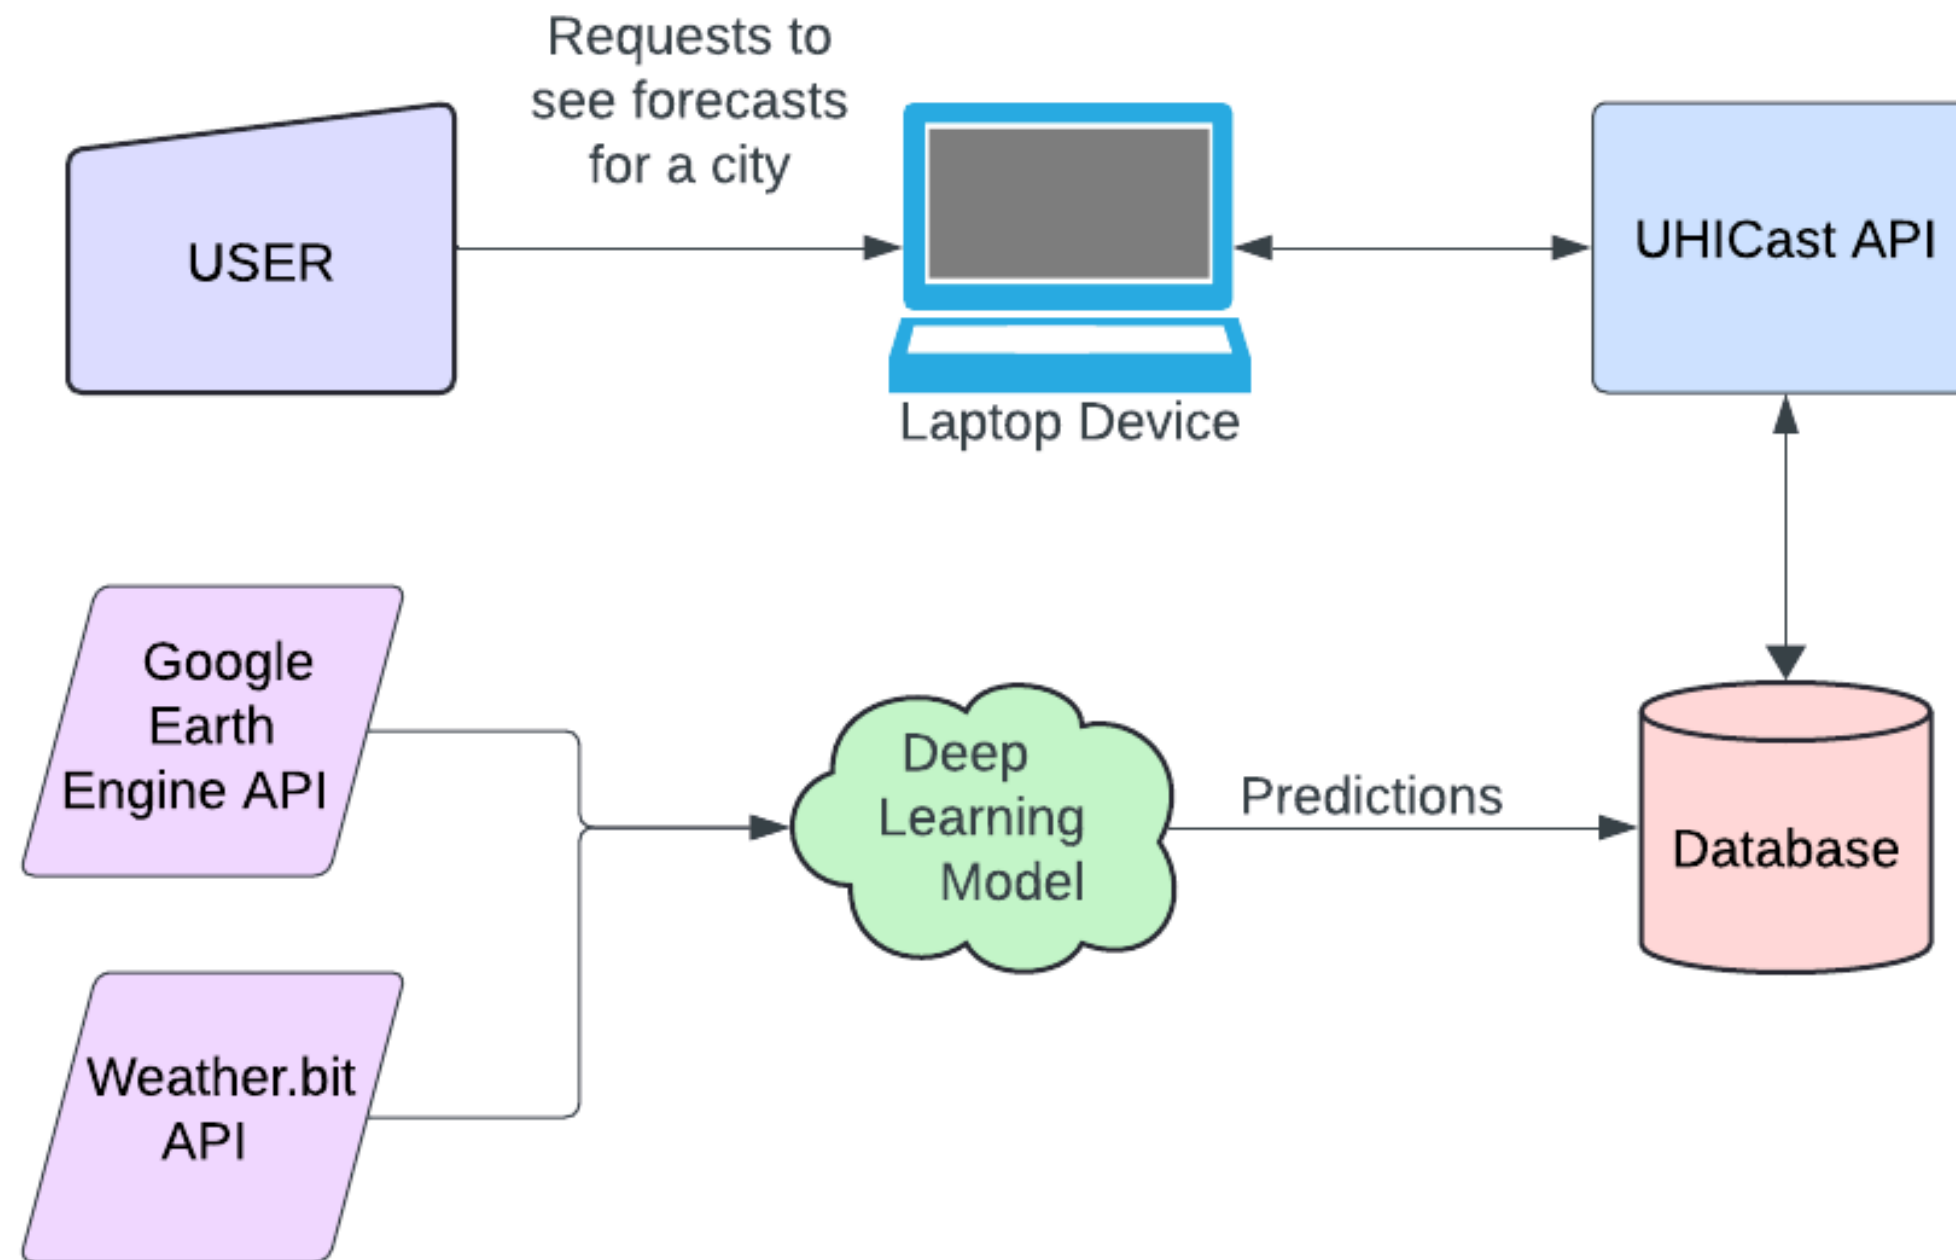 Requests to
see forecasts
for a city
USER
UHICast API
Laptop Device
Google
Earth
Engine API
Deep
Learning
Model
Predictions
Database
Weather.bit
API